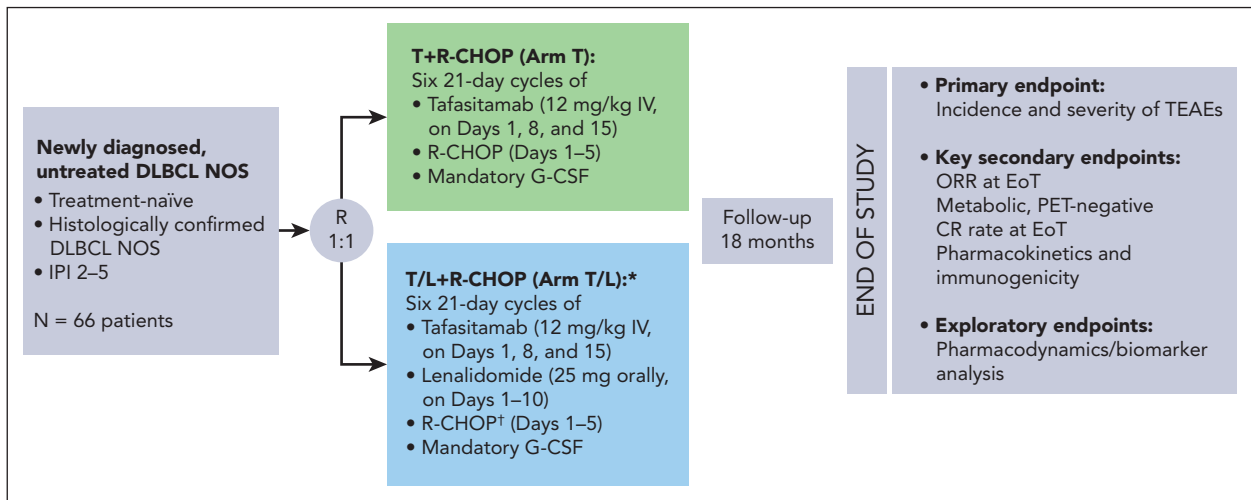 Newly diagnosed,
untreated DLBCL NOS
• Treatment-naïve
• Histologically confirmed
DLBCL NOS
• IPI 2–5
N = 66 patients
R
1:1
T+R-CHOP (Arm T):
Six 21-day cycles of
• Tafasitamab (12 mg/kg IV,
on Days 1, 8, and 15)
• R-CHOP (Days 1–5)
• Mandatory G-CSF
T/L+R-CHOP (Arm T/L):*
Six 21-day cycles of
• Tafasitamab (12 mg/kg IV,
on Days 1, 8, and 15)
• Lenalidomide (25 mg orally,
on Days 1–10)
• R-CHOP† (Days 1–5)
• Mandatory G-CSF
Follow-up
18 months
END OF STUDY
• Primary endpoint:
Incidence and severity of TEAEs
• Key secondary endpoints:
ORR at EoT
Metabolic, PET-negative
CR rate at EoT
Pharmacokinetics and
immunogenicity
• Exploratory endpoints:
Pharmacodynamics/biomarker
analysis